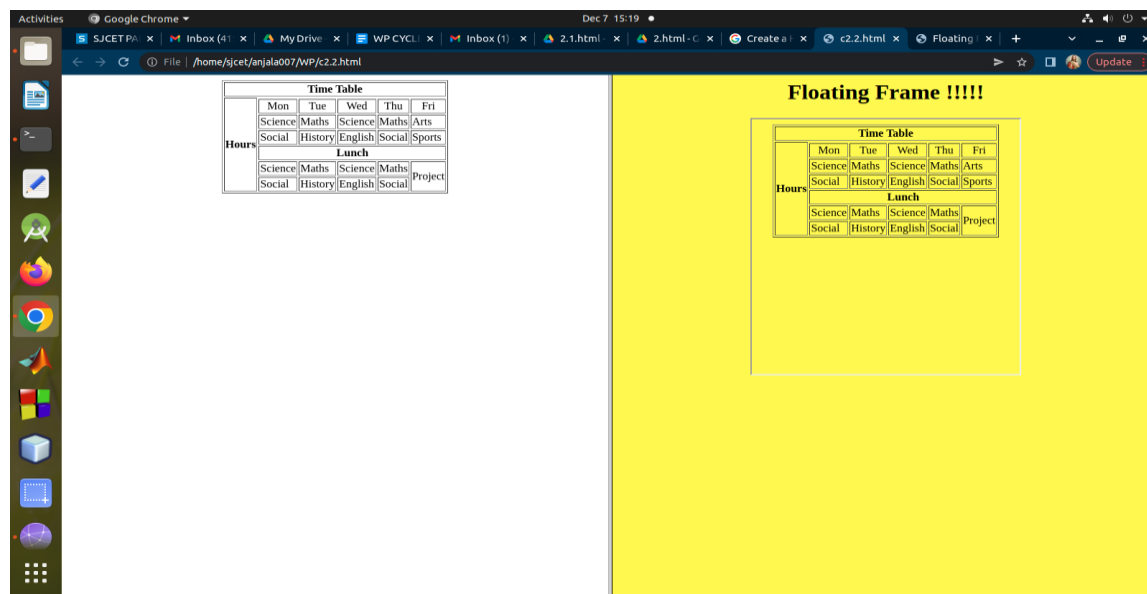 Activities Google Chrome Dec 7 15:19
SJCET PA Inbox (41 My Drive - WP CYCL Inbox (1) 2.1.html - 2.html - G Create a H c2.2.html Floating
File /home/sjcet/anjala007/WP/c2.2.html Update
Time Table
Hours
Mon Tue Wed Thu Fri
Science Maths Science Maths Arts
Social History English Social Sports
Lunch
Science Maths Science Maths Project
Social History English Social
Floating Frame !!!!!
Time Table
Hours
Mon Tue Wed Thu Fri
Science Maths Science Maths Arts
Social History English Social Sports
Lunch
Science Maths Science Maths Project
Social History English Social